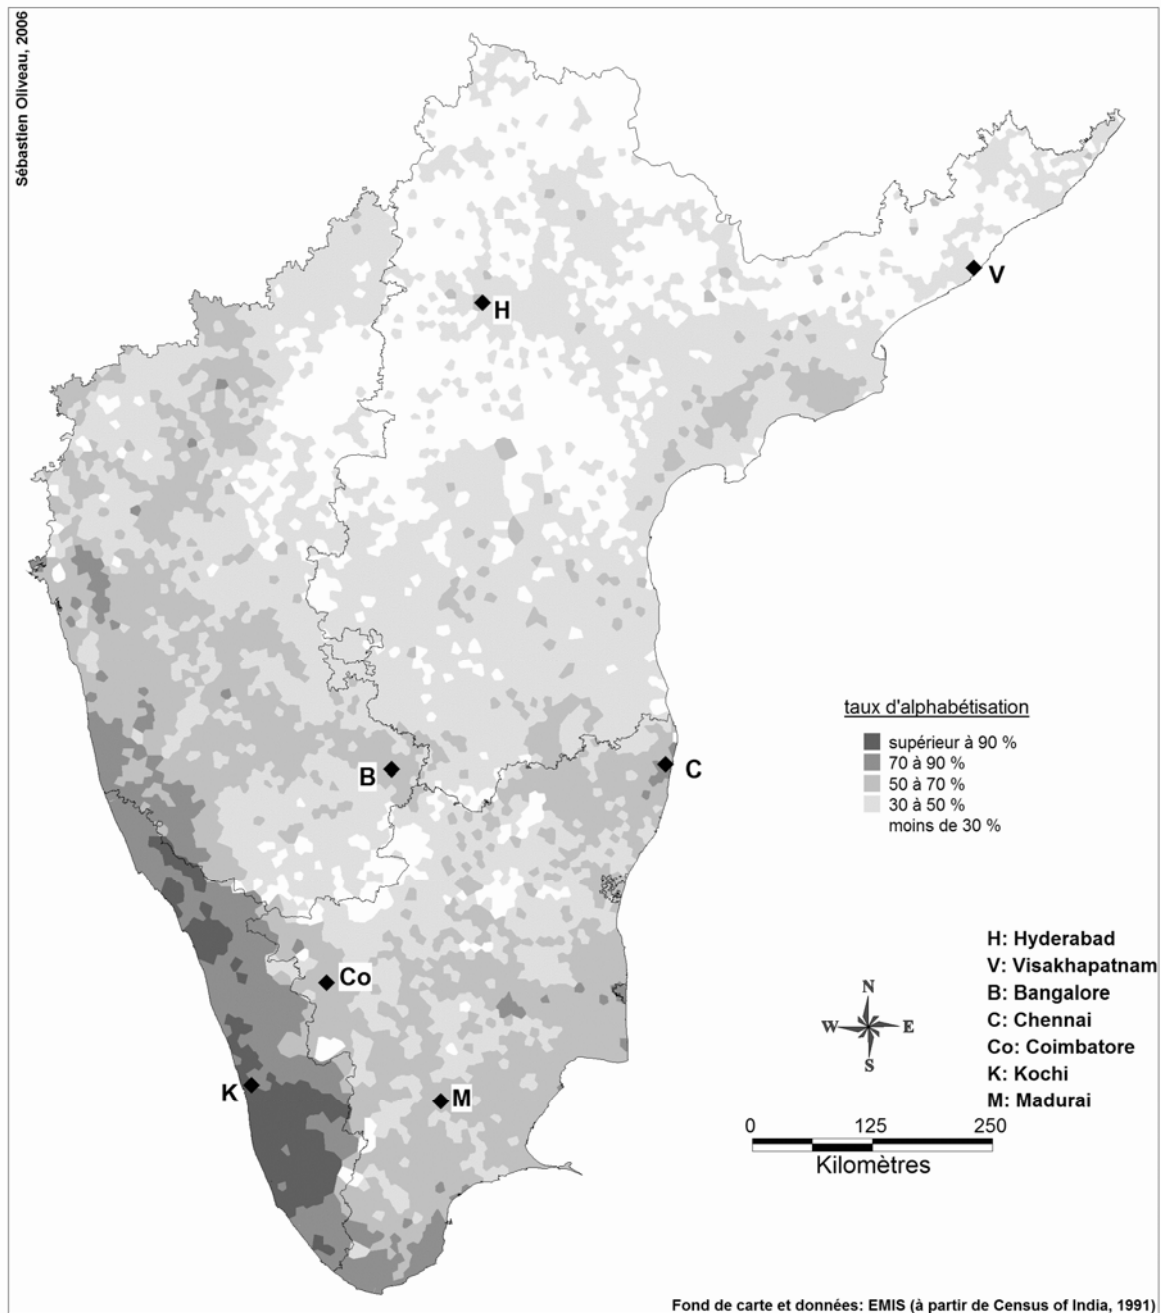 Sébastien Oliveau, 2006
H
V
B
C
Co
K
M
taux d'alphabétisation
supérieur à 90 %
70 à 90 %
50 à 70 %
30 à 50 %
moins de 30 %
H: Hyderabad
V: Visakhapatnam
B: Bangalore
C: Chennai
Co: Coimbatore
K: Kochi
M: Madurai
N
W E
S
0 125 250
Kilomètres
Fond de carte et données: EMIS (à partir de Census of India, 1991)